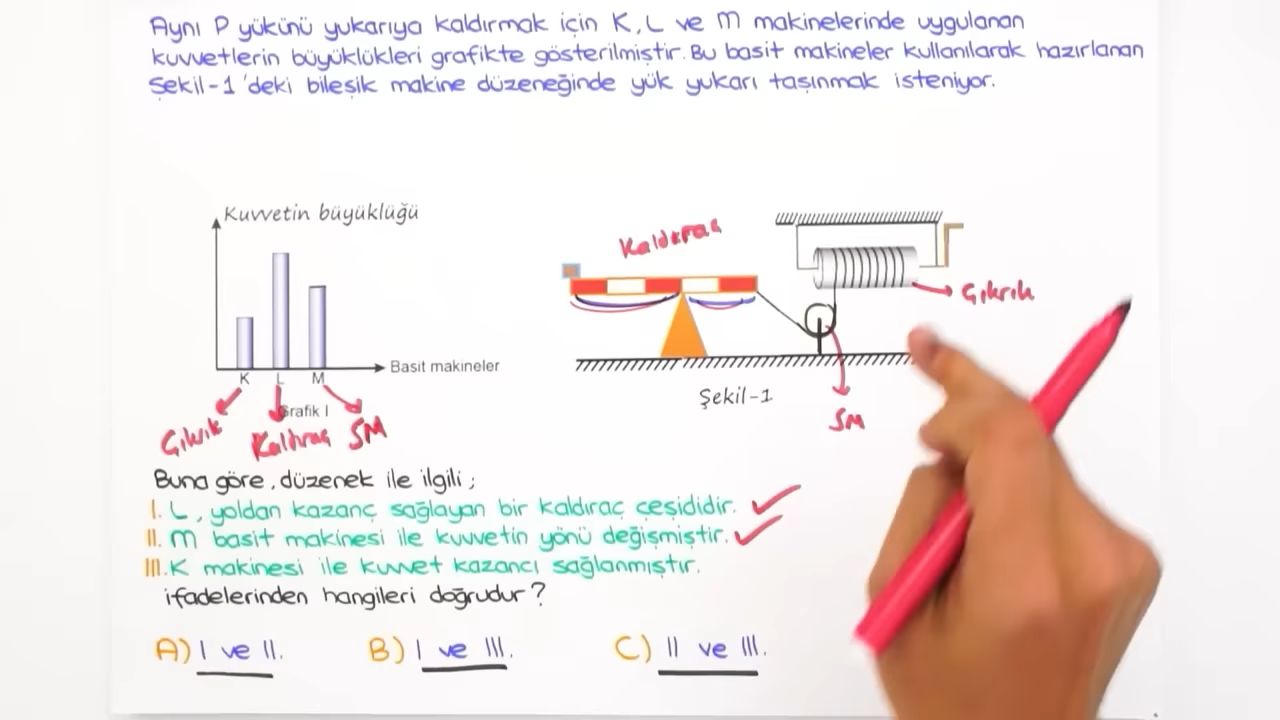 Aynı P yükünü yukarıya kaldırmak için K, L ve M makinelerinde uygulanan
kuvvetlerin büyüklükleri grafikte gösterilmiştir. Bu basit makineler kullanılarak hazırlanan
Şekil-1'deki bileşik makine düzeneğinde yük yukarı taşınmak isteniyor.
Kuvvetin büyüklüğü
Kaldıraç
Çıkrık
Basit makineler
K L M
Grafik I
Şekil-1
SM
Çıkrık Kaldıraç SM
Buna göre, düzenek ile ilgili;
I. L, yoldan kazanç sağlayan bir kaldıraç çeşididir.
II. M basit makinesi ile kuvvetin yönü değişmiştir.
III. K makinesi ile kuvvet kazancı sağlanmıştır.
ifadelerinden hangileri doğrudur?
A) I ve II. B) I ve III. C) II ve III.